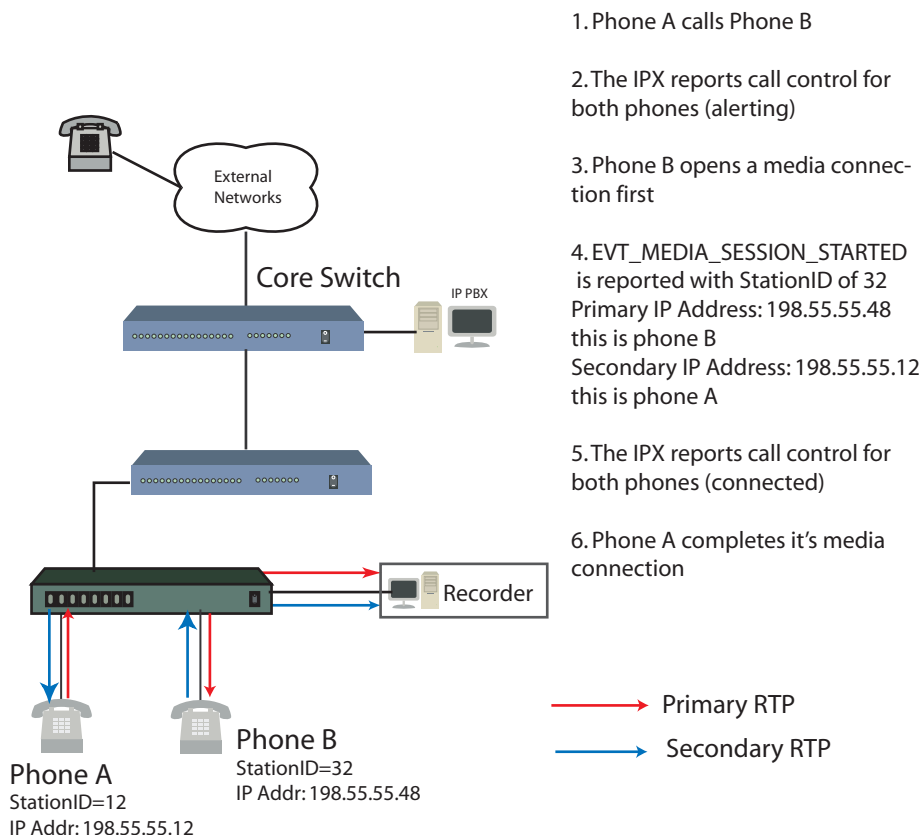 1. Phone A calls Phone B
2. The IPX reports call control for
both phones (alerting)
3. Phone B opens a media connec-
tion first
4. EVT_MEDIA_SESSION_STARTED
is reported with StationID of 32
Primary IP Address: 198.55.55.48
this is phone B
Secondary IP Address: 198.55.55.12
this is phone A
5. The IPX reports call control for
both phones (connected)
6. Phone A completes it's media
connection
External
Networks
Core Switch
IP PBX
Recorder
Primary RTP
Secondary RTP
Phone B
StationID=32
IP Addr: 198.55.55.48
Phone A
StationID=12
IP Addr: 198.55.55.12